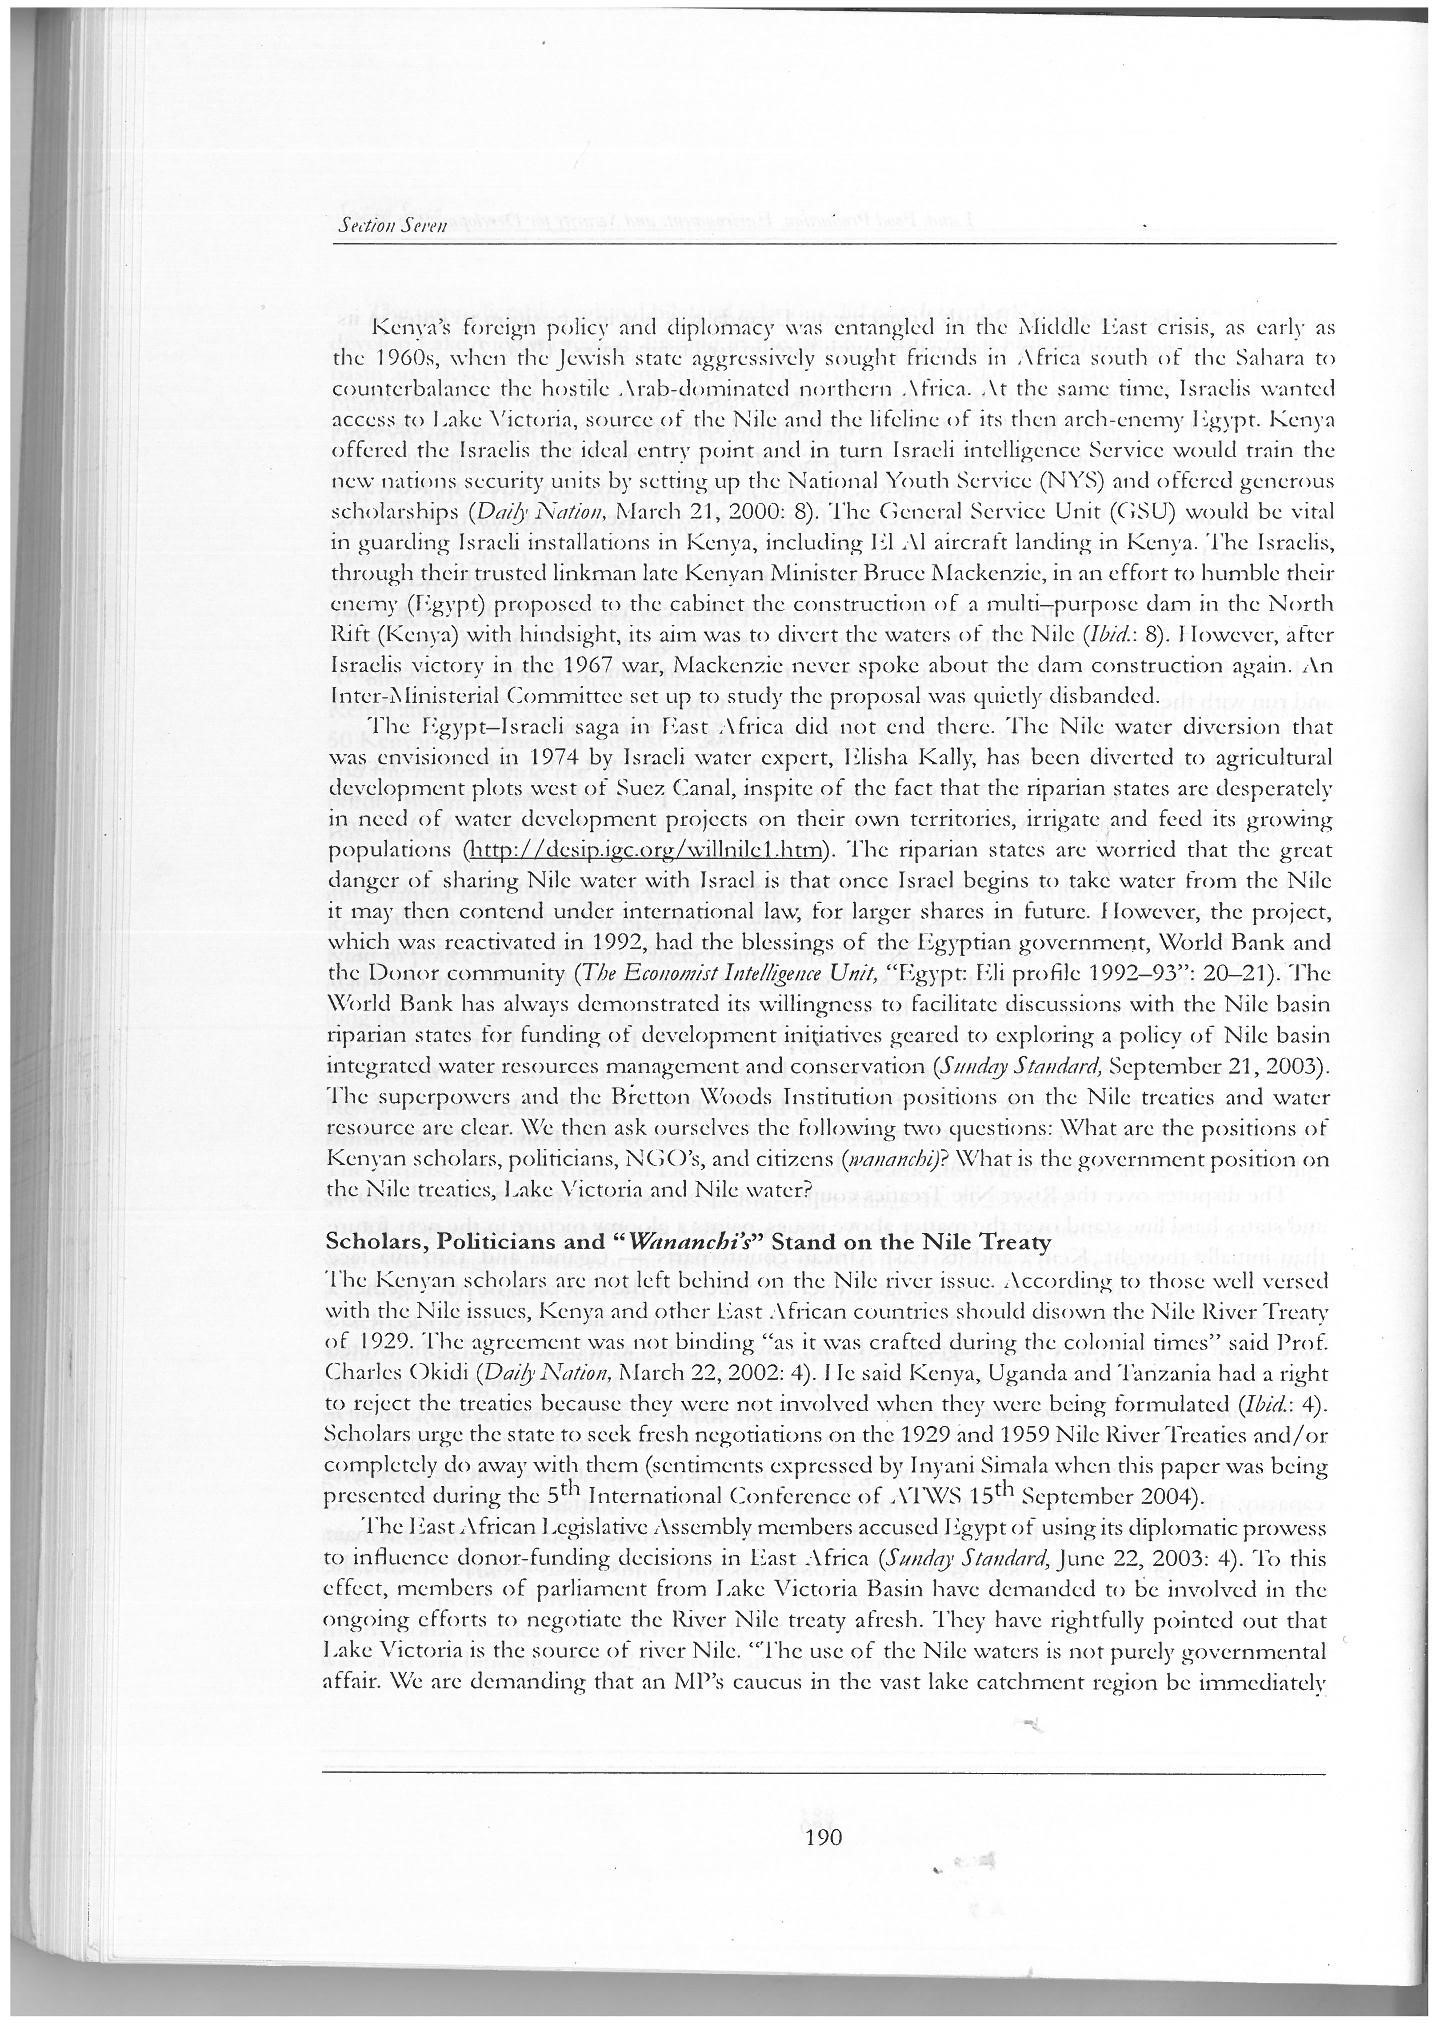 Section Seven
Kenya's foreign policy and diplomacy was entangled in the Middle East crisis, as early as
the 1960s, when the Jewish state aggressively sought friends in Africa south of the Sahara to
counterbalance the hostile Arab-dominated northern Africa. At the same time, Israelis wanted
access to Lake Victoria, source of the Nile and the lifeline of its then arch-enemy Egypt. Kenya
offered the Israelis the ideal entry point and in turn Israeli intelligence Service would train the
new nations security units by setting up the National Youth Service (NYS) and offered generous
scholarships (Daily Nation, March 21, 2000: 8). The General Service Unit (GSU) would be vital
in guarding Israeli installations in Kenya, including El Al aircraft landing in Kenya. The Israelis,
through their trusted linkman late Kenyan Minister Bruce Mackenzie, in an effort to humble their
enemy (Egypt) proposed to the cabinet the construction of a multi–purpose dam in the North
Rift (Kenya) with hindsight, its aim was to divert the waters of the Nile (Ibid.: 8). However, after
Israelis victory in the 1967 war, Mackenzie never spoke about the dam construction again. An
Inter-Ministerial Committee set up to study the proposal was quietly disbanded.
The Egypt–Israeli saga in East Africa did not end there. The Nile water diversion that
was envisioned in 1974 by Israeli water expert, Elisha Kally, has been diverted to agricultural
development plots west of Suez Canal, inspite of the fact that the riparian states are desperately
in need of water development projects on their own territories, irrigate and feed its growing
populations (http://desip.igc.org/willnile1.htm). The riparian states are worried that the great
danger of sharing Nile water with Israel is that once Israel begins to take water from the Nile
it may then contend under international law, for larger shares in future. However, the project,
which was reactivated in 1992, had the blessings of the Egyptian government, World Bank and
the Donor community (The Economist Intelligence Unit, “Egypt: Eli profile 1992–93”: 20–21). The
World Bank has always demonstrated its willingness to facilitate discussions with the Nile basin
riparian states for funding of development initiatives geared to exploring a policy of Nile basin
integrated water resources management and conservation (Sunday Standard, September 21, 2003).
The superpowers and the Bretton Woods Institution positions on the Nile treaties and water
resource are clear. We then ask ourselves the following two questions: What are the positions of
Kenyan scholars, politicians, NGO's, and citizens (wananchi)? What is the government position on
the Nile treaties, Lake Victoria and Nile water?
Scholars, Politicians and “Wananchi's” Stand on the Nile Treaty
The Kenyan scholars are not left behind on the Nile river issue. According to those well versed
with the Nile issues, Kenya and other East African countries should disown the Nile River Treaty
of 1929. The agreement was not binding “as it was crafted during the colonial times” said Prof.
Charles Okidi (Daily Nation, March 22, 2002: 4). He said Kenya, Uganda and Tanzania had a right
to reject the treaties because they were not involved when they were being formulated (Ibid.: 4).
Scholars urge the state to seek fresh negotiations on the 1929 and 1959 Nile River Treaties and/or
completely do away with them (sentiments expressed by Inyani Simala when this paper was being
presented during the 5th International Conference of ATWS 15th September 2004).
The East African Legislative Assembly members accused Egypt of using its diplomatic prowess
to influence donor-funding decisions in East Africa (Sunday Standard, June 22, 2003: 4). To this
effect, members of parliament from Lake Victoria Basin have demanded to be involved in the
ongoing efforts to negotiate the River Nile treaty afresh. They have rightfully pointed out that
Lake Victoria is the source of river Nile. “The use of the Nile waters is not purely governmental
affair. We are demanding that an MP's caucus in the vast lake catchment region be immediately
190